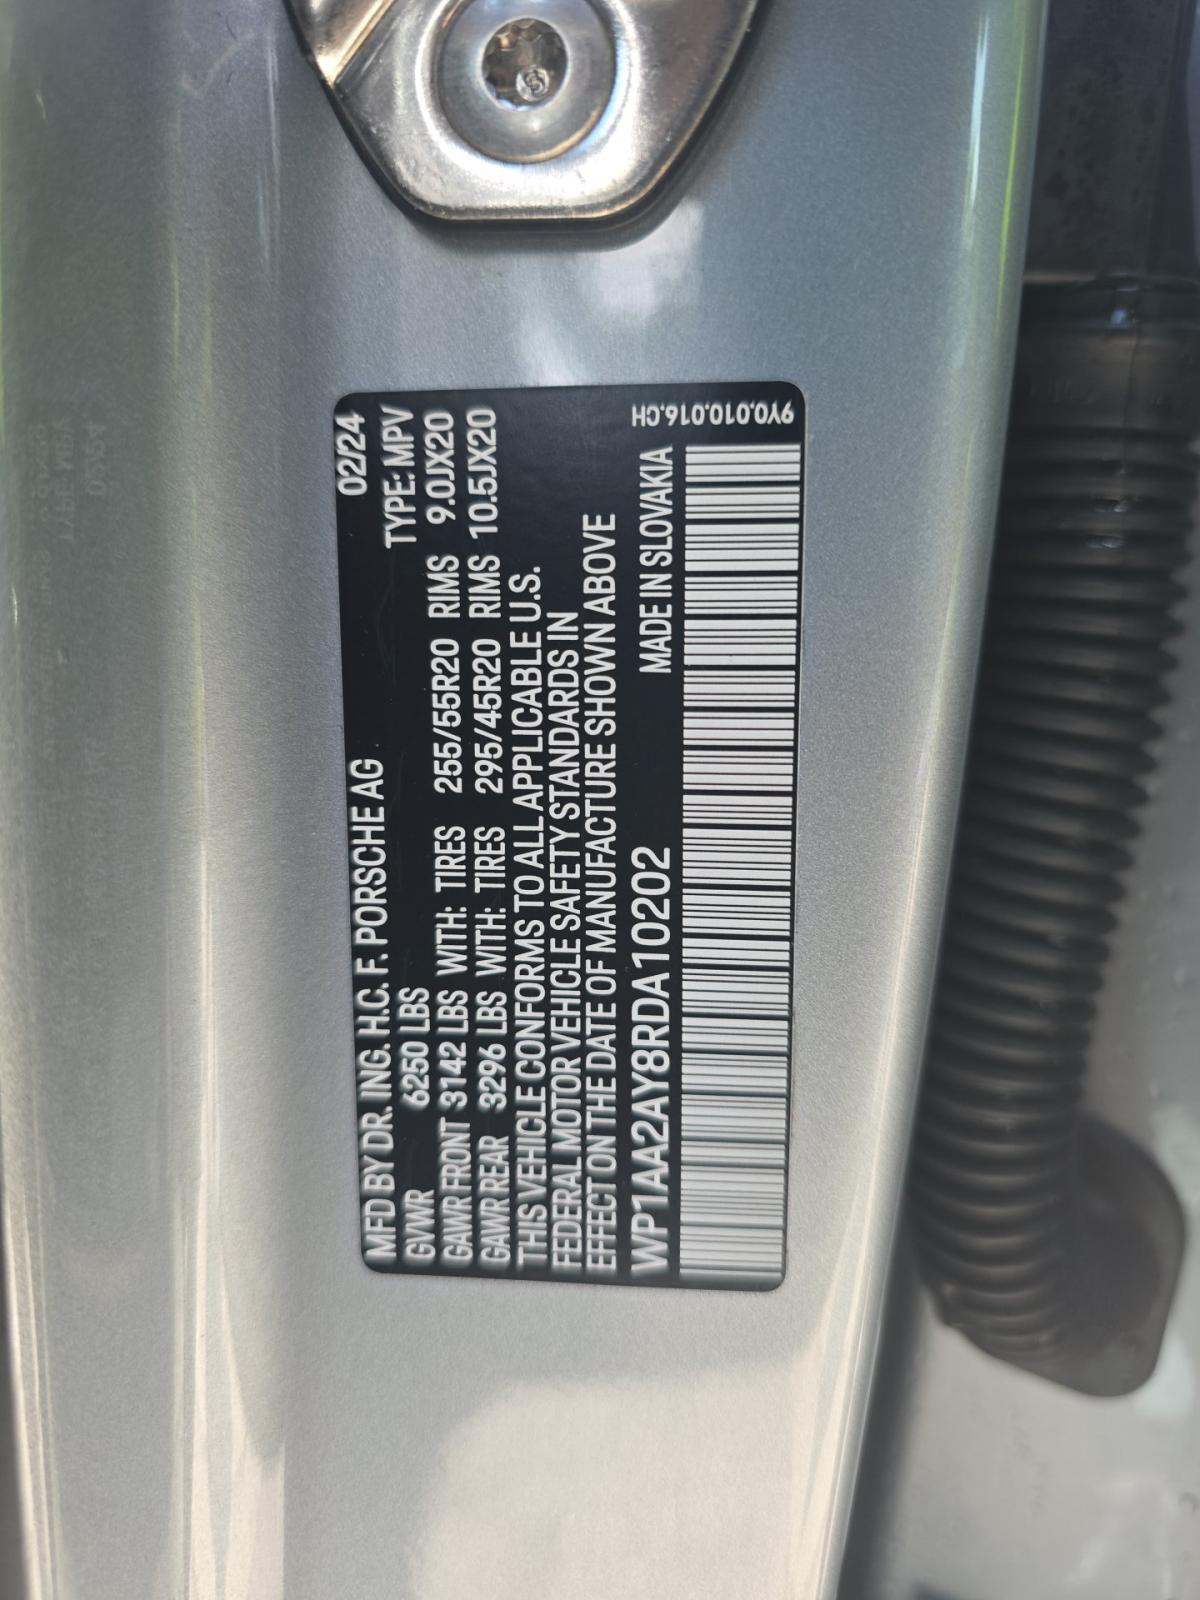 MFD BY DR. ING. H.C. F. PORSCHE AG 02/24
GVWR 6250 LBS TYPE: MPV
GAWR FRONT 3142 LBS WITH: TIRES 255/55R20 RIMS 9.0JX20
GAWR REAR 3296 LBS WITH: TIRES 295/45R20 RIMS 10.5JX20
THIS VEHICLE CONFORMS TO ALL APPLICABLE U.S.
FEDERAL MOTOR VEHICLE SAFETY STANDARDS IN
EFFECT ON THE DATE OF MANUFACTURE SHOWN ABOVE
WP1AA2AY8RDA10202 MADE IN SLOVAKIA
9Y0.010.016.CH